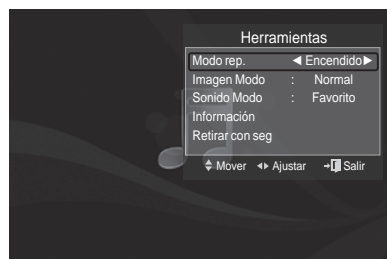 Herramientas
Modo rep. ◀ Encendido▶
Imagen Modo : Normal
Sonido Modo : Favorito
Información
Retirar con seg
Mover Ajustar Salir